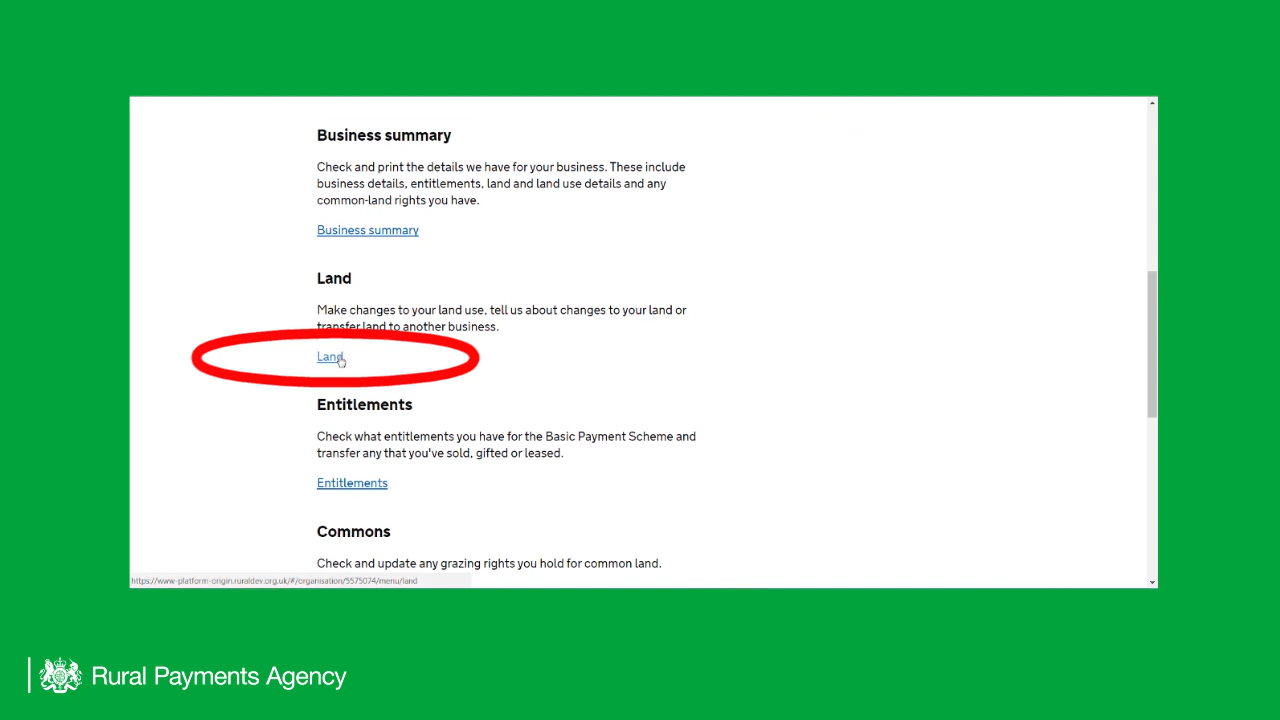 Business summary
Check and print the details we have for your business. These include
business details, entitlements, land and land use details and any
common-land rights you have.
Business summary
Land
Make changes to your land use, tell us about changes to your land or
transfer land to another business.
Land
Entitlements
Check what entitlements you have for the Basic Payment Scheme and
transfer any that you've sold, gifted or leased.
Entitlements
Commons
Check and update any grazing rights you hold for common land.
https://www-platform-origin.ruraldev.org.uk/#/organisation/5575074/menu/land
Rural Payments Agency